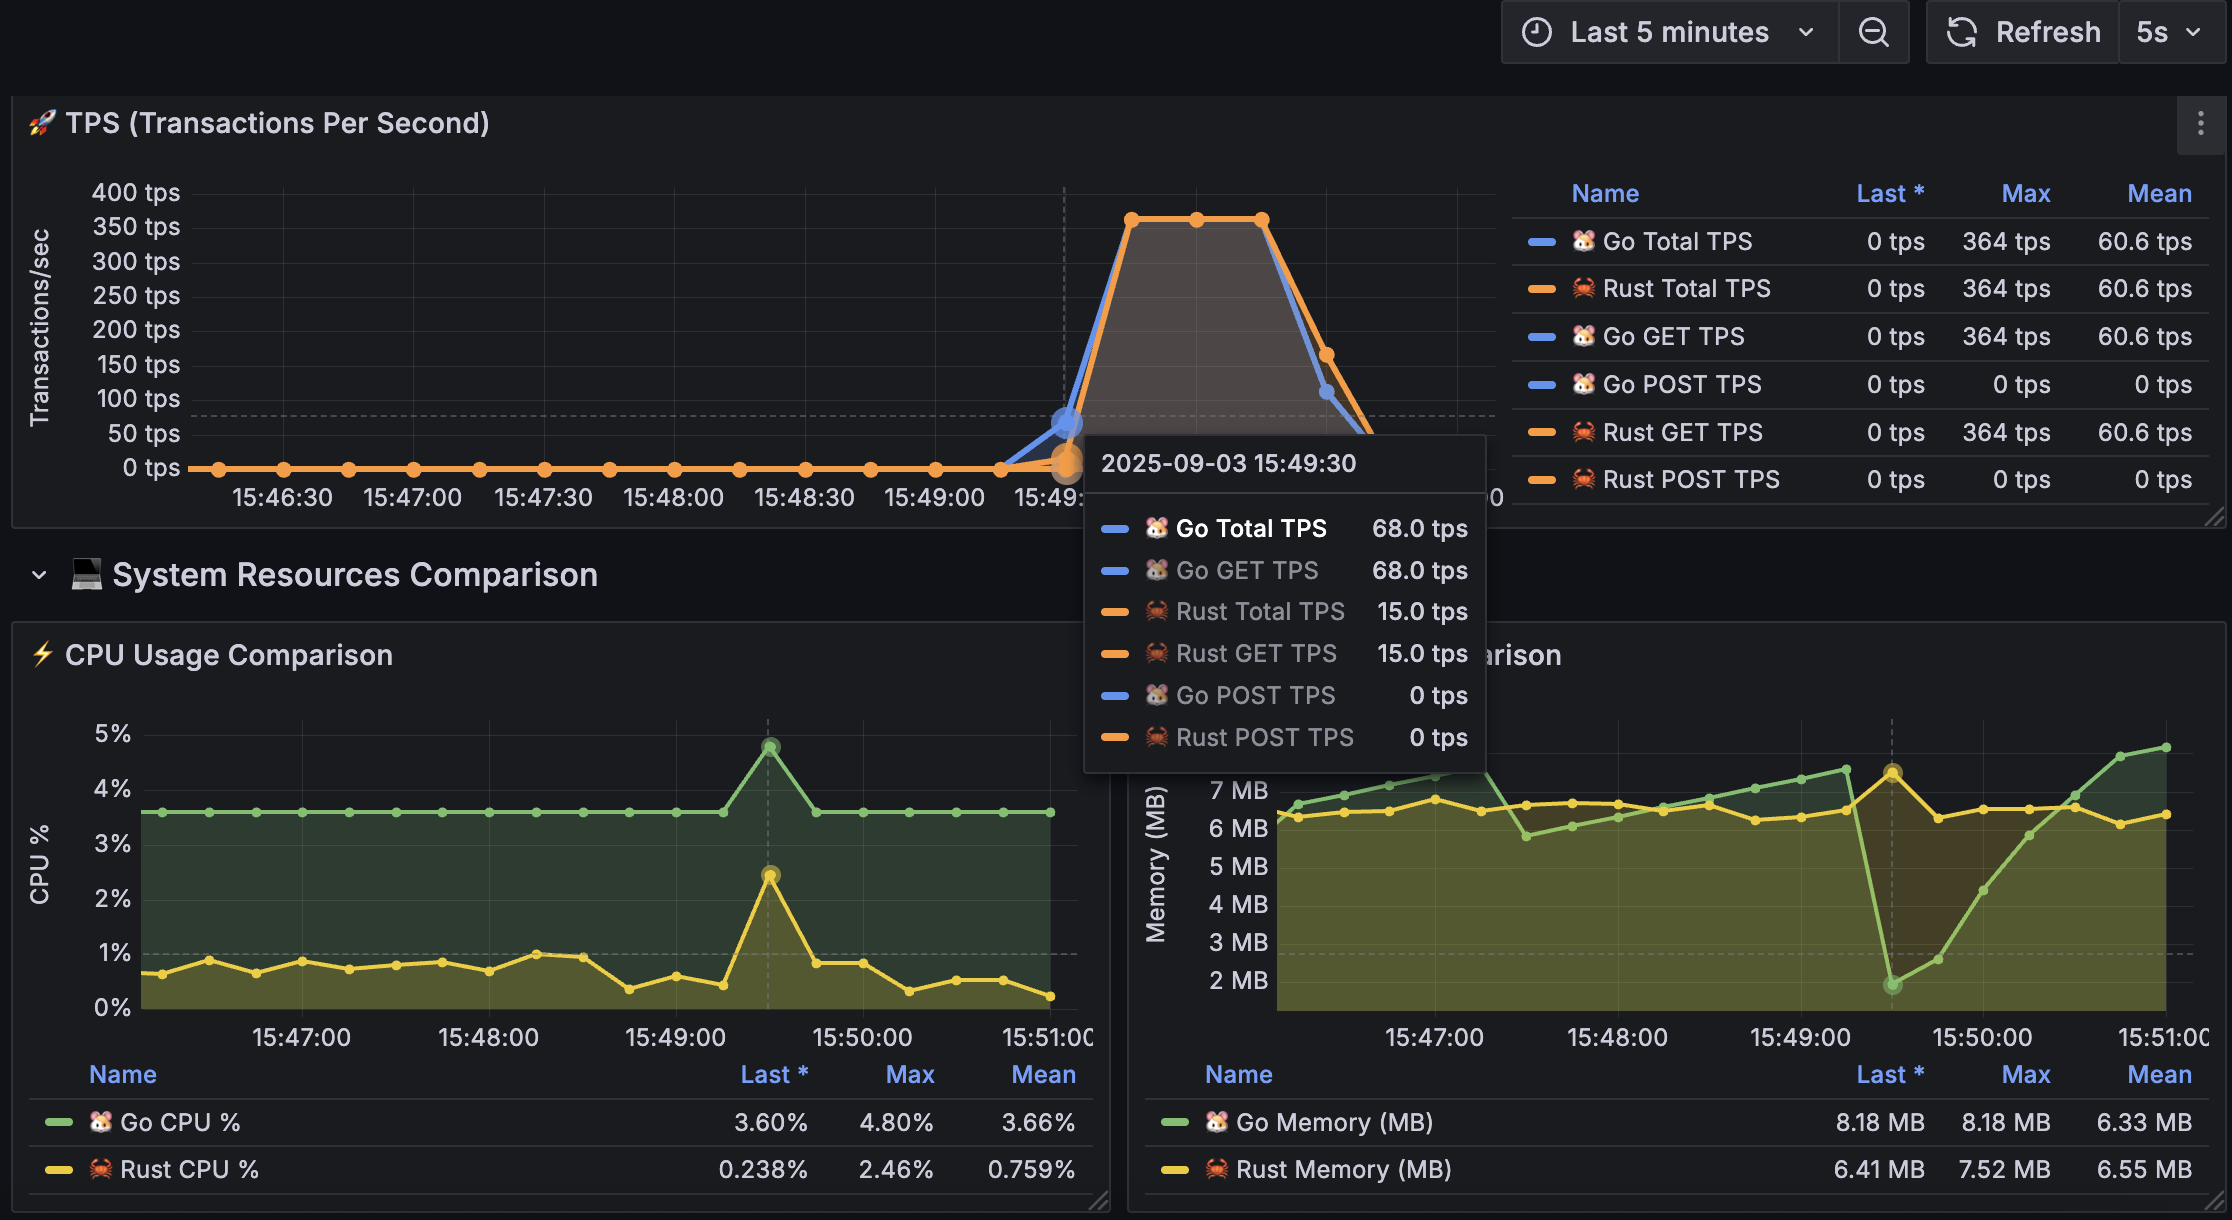 Last 5 minutes
Refresh
5s
🚀 TPS (Transactions Per Second)
Transactions/sec
400 tps
350 tps
300 tps
250 tps
200 tps
150 tps
100 tps
50 tps
0 tps
15:46:30 15:47:00 15:47:30 15:48:00 15:48:30 15:49:00 15:49:
Name Last * Max Mean
🐹 Go Total TPS 0 tps 364 tps 60.6 tps
🦀 Rust Total TPS 0 tps 364 tps 60.6 tps
🐹 Go GET TPS 0 tps 364 tps 60.6 tps
🐹 Go POST TPS 0 tps 0 tps 0 tps
🦀 Rust GET TPS 0 tps 364 tps 60.6 tps
🦀 Rust POST TPS 0 tps 0 tps 0 tps
2025-09-03 15:49:30
🐹 Go Total TPS 68.0 tps
🐹 Go GET TPS 68.0 tps
🦀 Rust Total TPS 15.0 tps
🦀 Rust GET TPS 15.0 tps
🐹 Go POST TPS 0 tps
🦀 Rust POST TPS 0 tps
💻 System Resources Comparison
⚡ CPU Usage Comparison
CPU %
5%
4%
3%
2%
1%
0%
15:47:00 15:48:00 15:49:00 15:50:00 15:51:00
Name Last * Max Mean
🐹 Go CPU % 3.60% 4.80% 3.66%
🦀 Rust CPU % 0.238% 2.46% 0.759%
arison
Memory (MB)
7 MB
6 MB
5 MB
4 MB
3 MB
2 MB
15:47:00 15:48:00 15:49:00 15:50:00 15:51:00
Name Last * Max Mean
🐹 Go Memory (MB) 8.18 MB 8.18 MB 6.33 MB
🦀 Rust Memory (MB) 6.41 MB 7.52 MB 6.55 MB